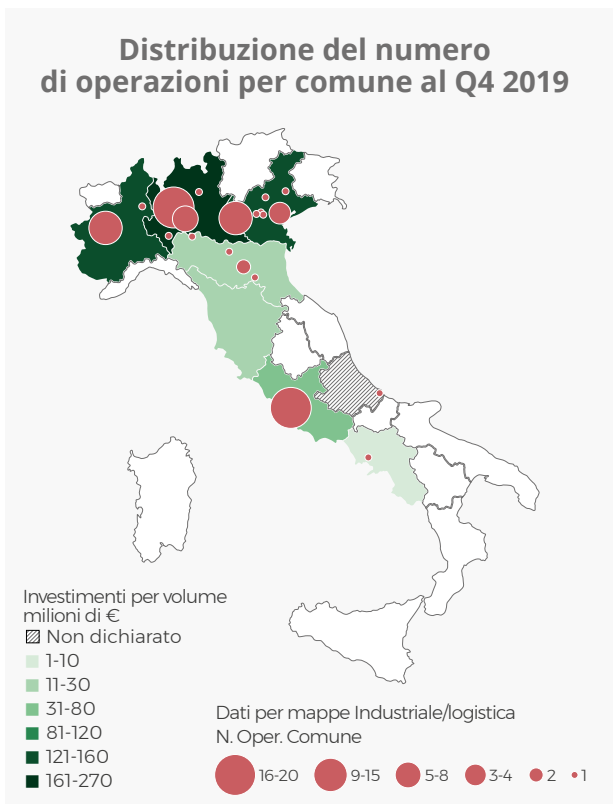 Distribuzione del numero
di operazioni per comune al Q4 2019
Investimenti per volume
milioni di €
Non dichiarato
1-10
11-30
31-80
81-120
121-160
161-270
Dati per mappe Industriale/logistica
N. Oper. Comune
16-20 9-15 5-8 3-4 2 1